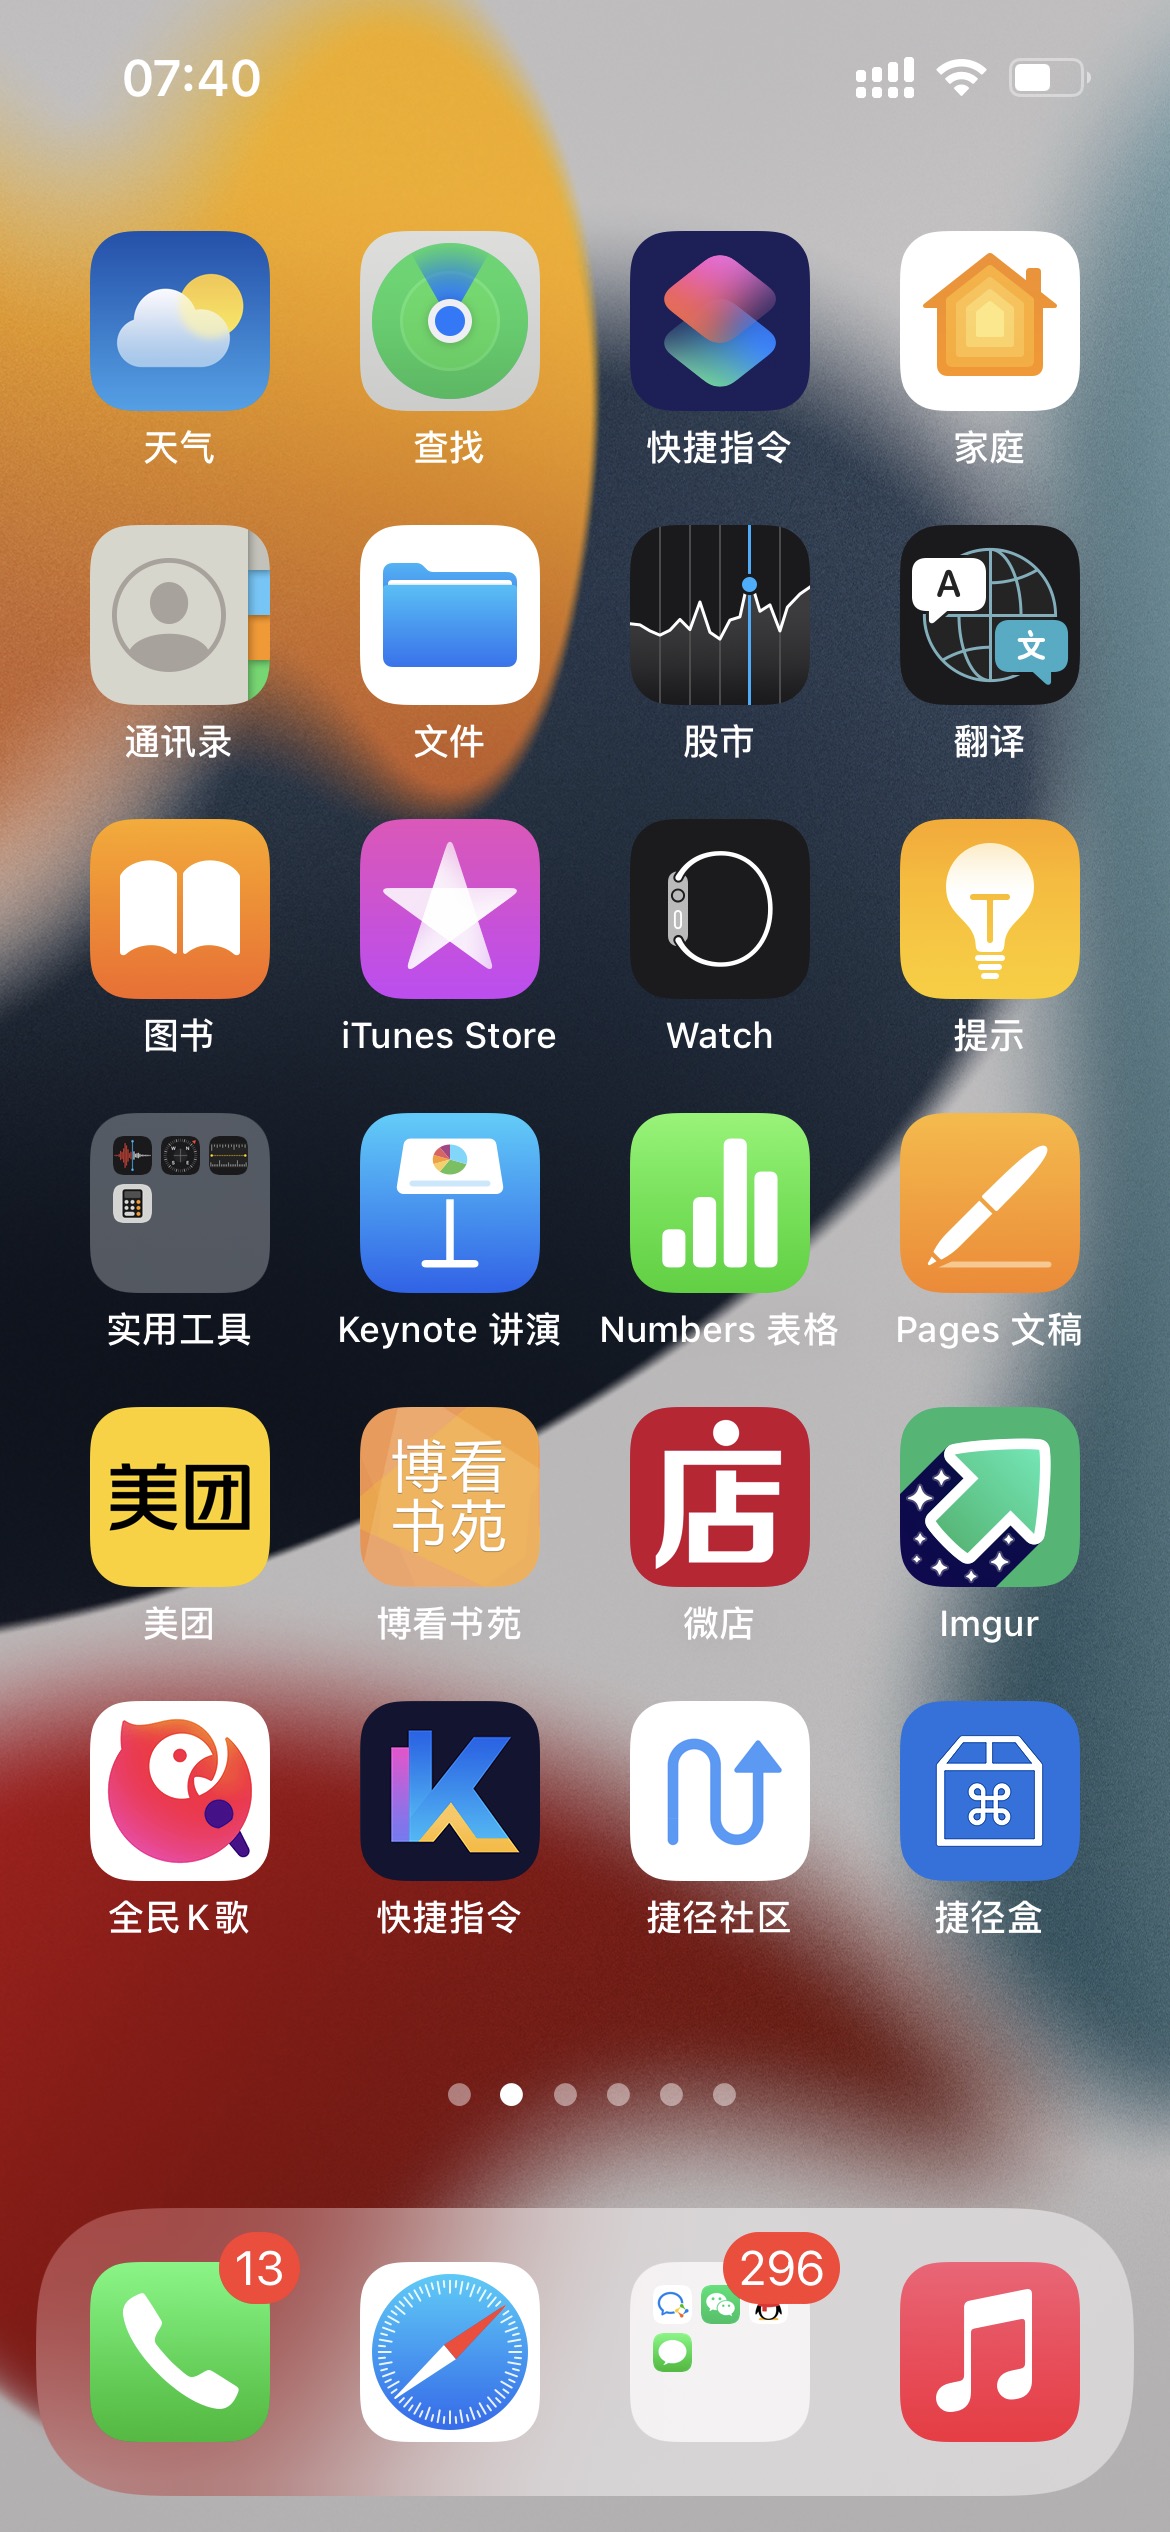 07:40
天气
查找
快捷指令
家庭
A
文
通讯录
文件
股市
翻译
图书
iTunes Store
Watch
提示
实用工具
Keynote 讲演
Numbers 表格
Pages 文稿
美团
博看
书苑
店
美团
博看书苑
微店
Imgur
K
全民K歌
快捷指令
捷径社区
捷径盒
13
296